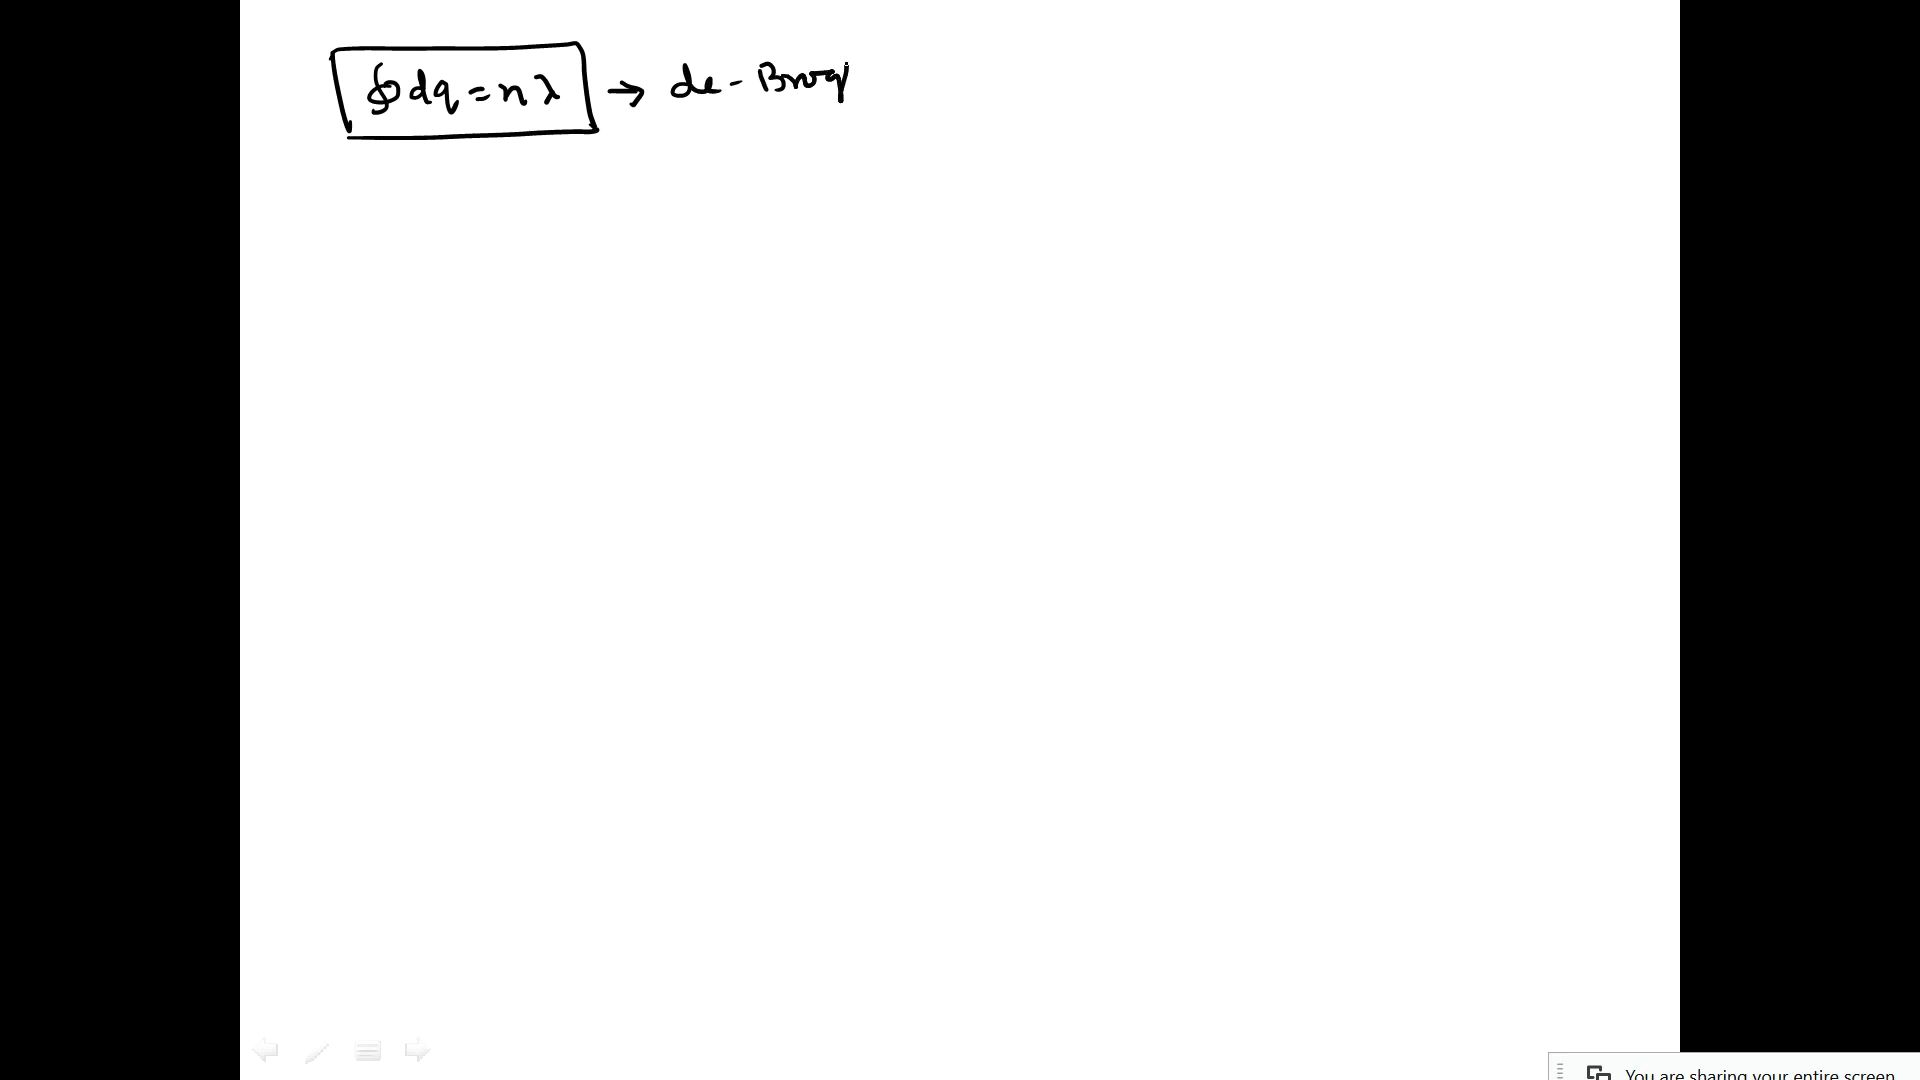 ∮dq = nλ → de-Brog
You are sharing your entire screen